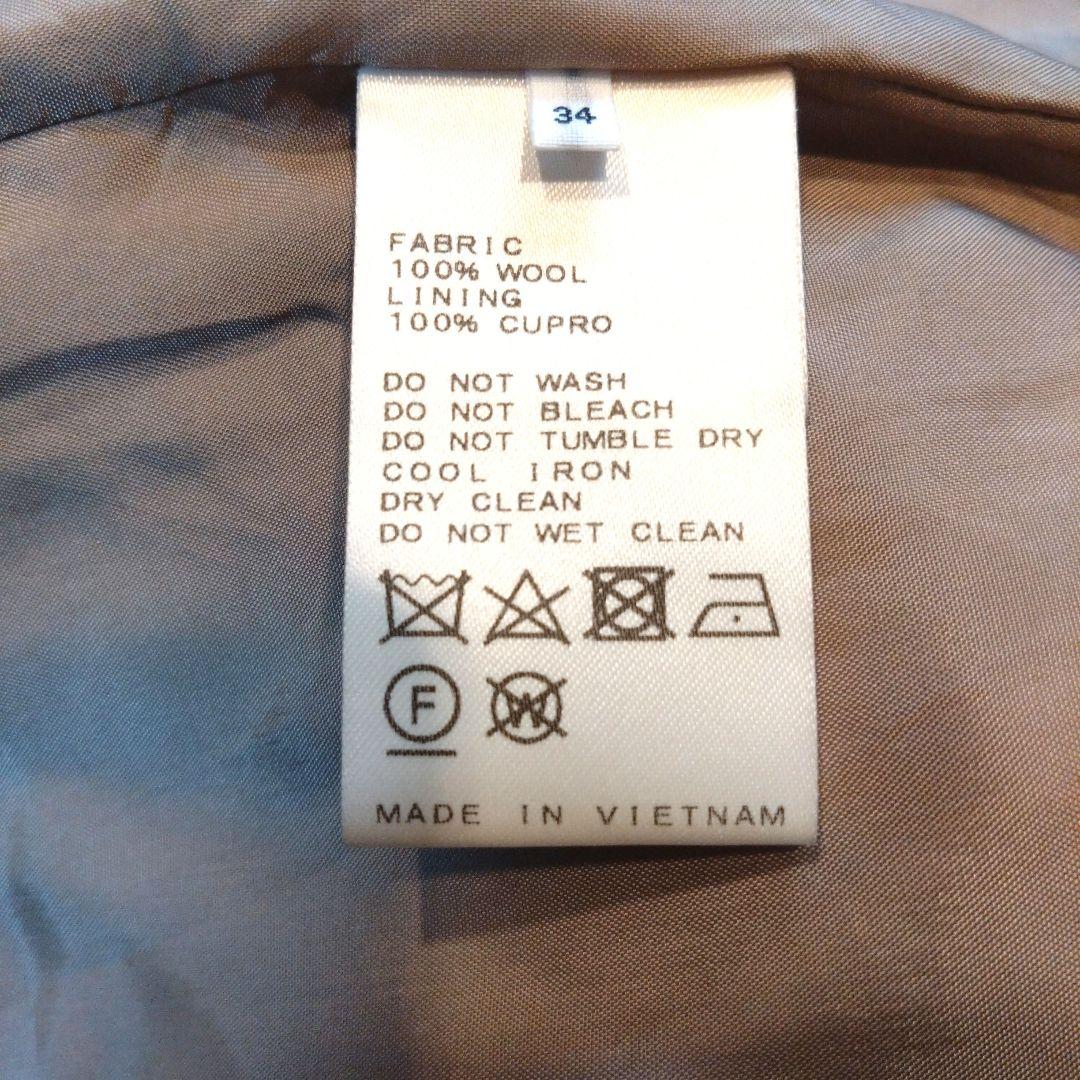 34
FABRIC
100% WOOL
LINING
100% CUPRO
DO NOT WASH
DO NOT BLEACH
DO NOT TUMBLE DRY
COOL IRON
DRY CLEAN
DO NOT WET CLEAN
F W
MADE IN VIETNAM